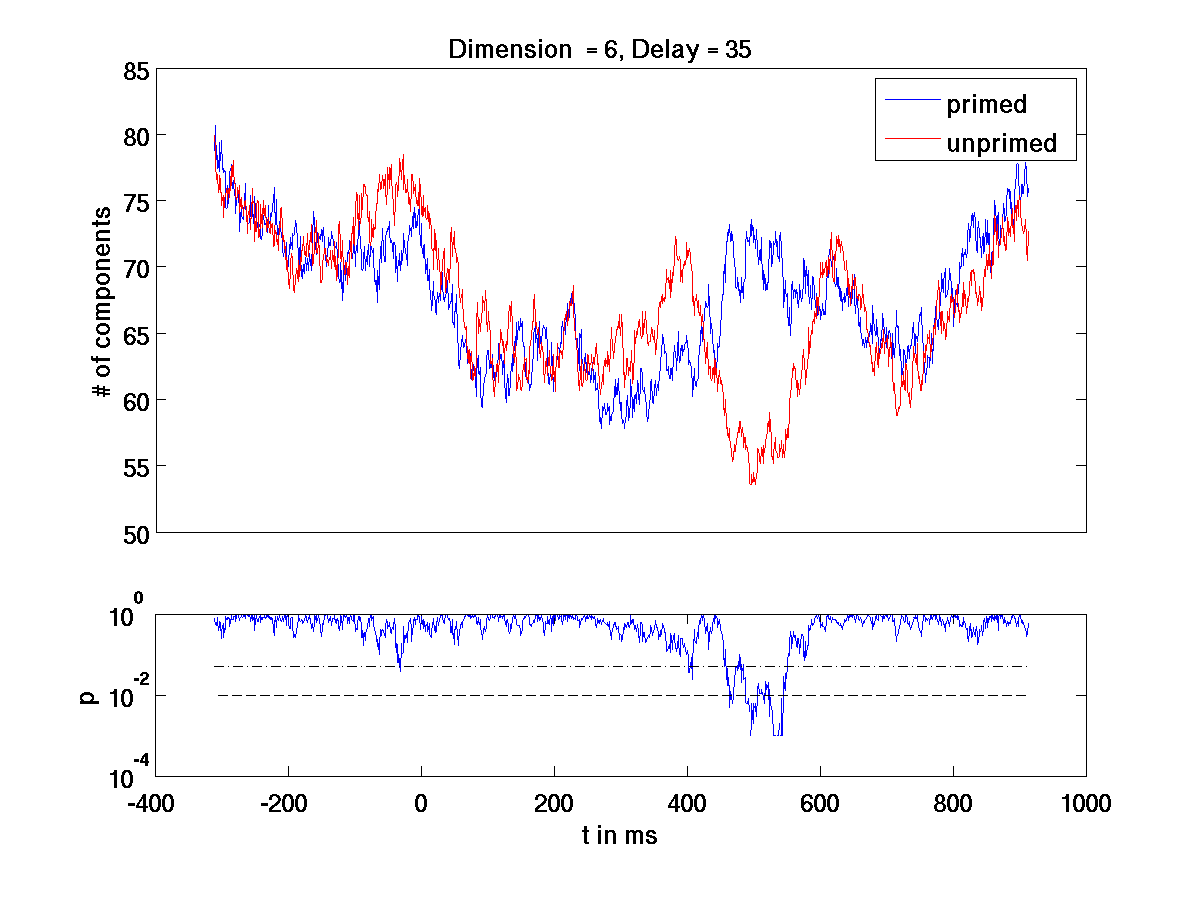 Dimension = 6, Delay = 35
85
80
75
70
65
60
55
50
# of components
primed
unprimed
10^0
10^-2
10^-4
p
-400 -200 0 200 400 600 800 1000
t in ms